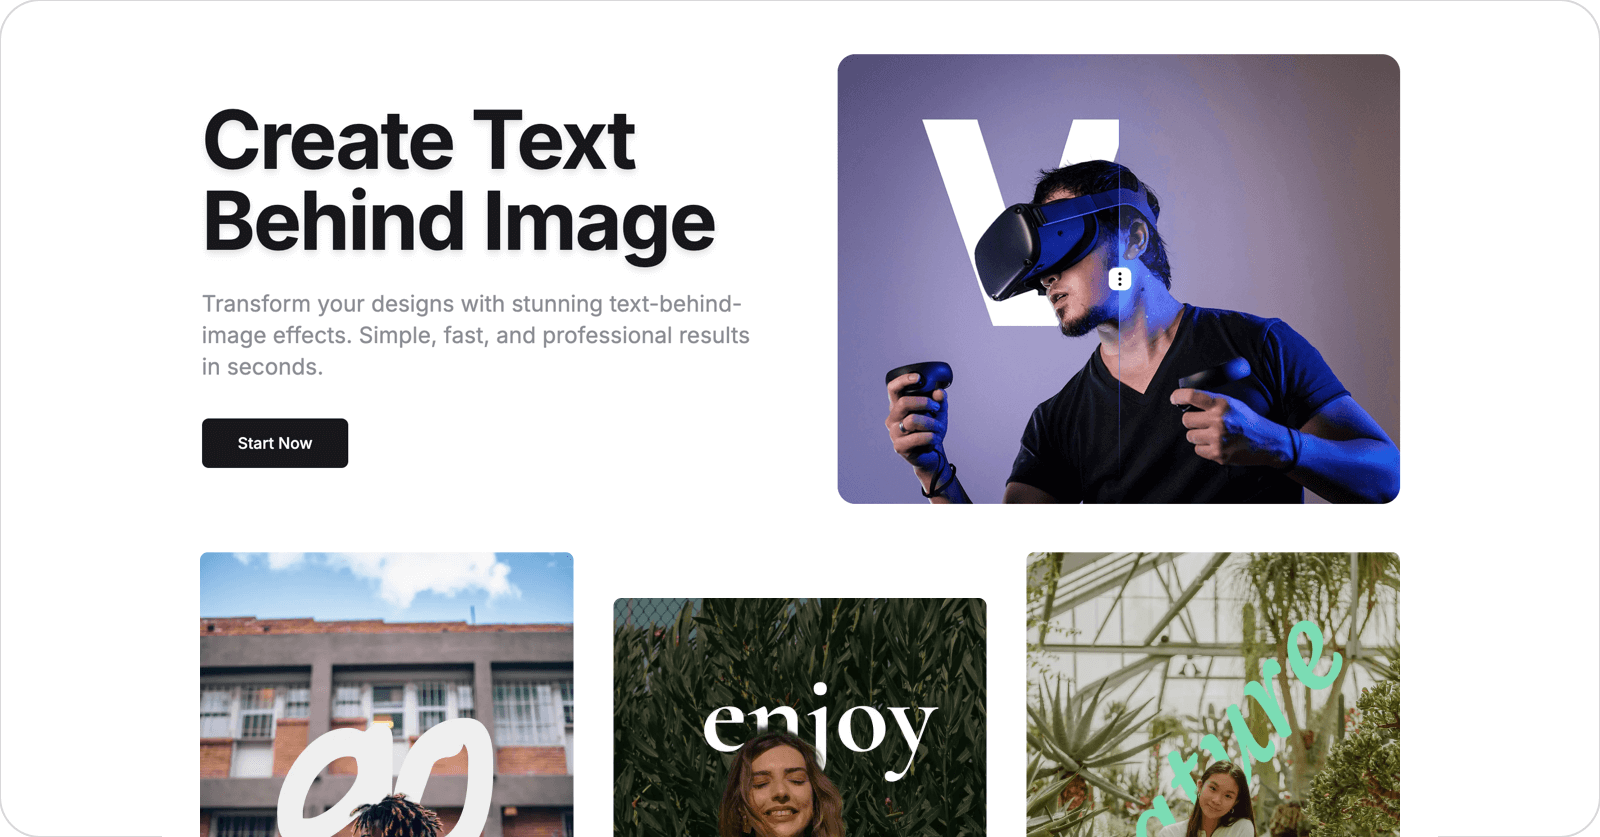 Create Text
Behind Image
Transform your designs with stunning text-behind-
image effects. Simple, fast, and professional results
in seconds.
Start Now
V
enjoy